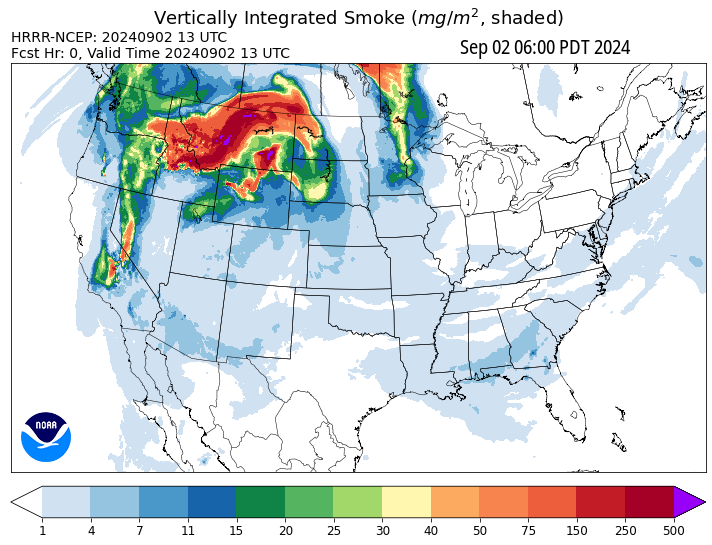 Vertically Integrated Smoke (mg/m², shaded)
HRRR-NCEP: 20240902 13 UTC
Fcst Hr: 0, Valid Time 20240902 13 UTC
Sep 02 06:00 PDT 2024
NOAA
1 4 7 11 15 20 25 30 40 50 75 150 250 500